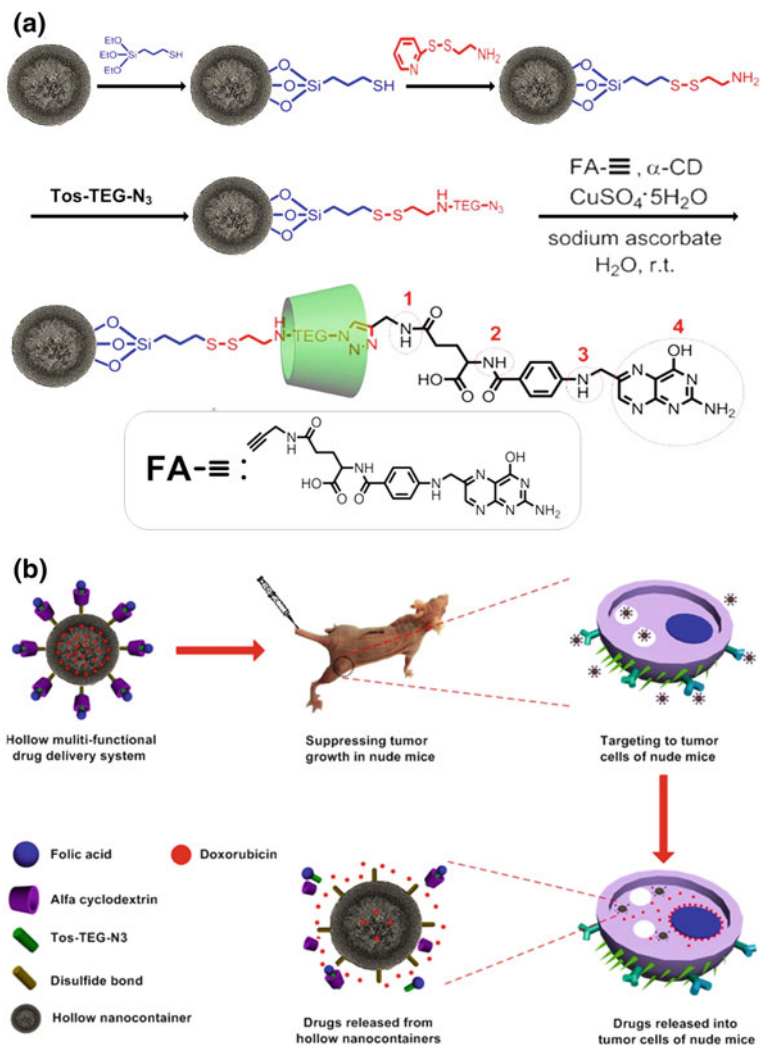 (a)
EtO
EtO
EtO
Si
SH
N
S-S
NH2
O
O
O
Si
SH
O
O
O
Si
S-S
NH2
Tos-TEG-N3
O
O
O
Si
S-S
H
N
TEG-N3
FA-≡, α-CD
CuSO4·5H2O
sodium ascorbate
H2O, r.t.
O
O
O
Si
S-S
H
N
TEG-N
N
N
1
N
H
O
2
NH
HO
O
O
3
N
H
4
OH
N
N
N
N
NH2
FA-≡ :
N
H
O
HO
O
NH
O
N
H
OH
N
N
N
N
NH2
(b)
Hollow muliti-functional
drug delivery system
Suppressing tumor
growth in nude mice
Targeting to tumor
cells of nude mice
Folic acid
Doxorubicin
Alfa cyclodextrin
Tos-TEG-N3
Disulfide bond
Hollow nanocontainer
Drugs released from
hollow nanocontainers
Drugs released into
tumor cells of nude mice